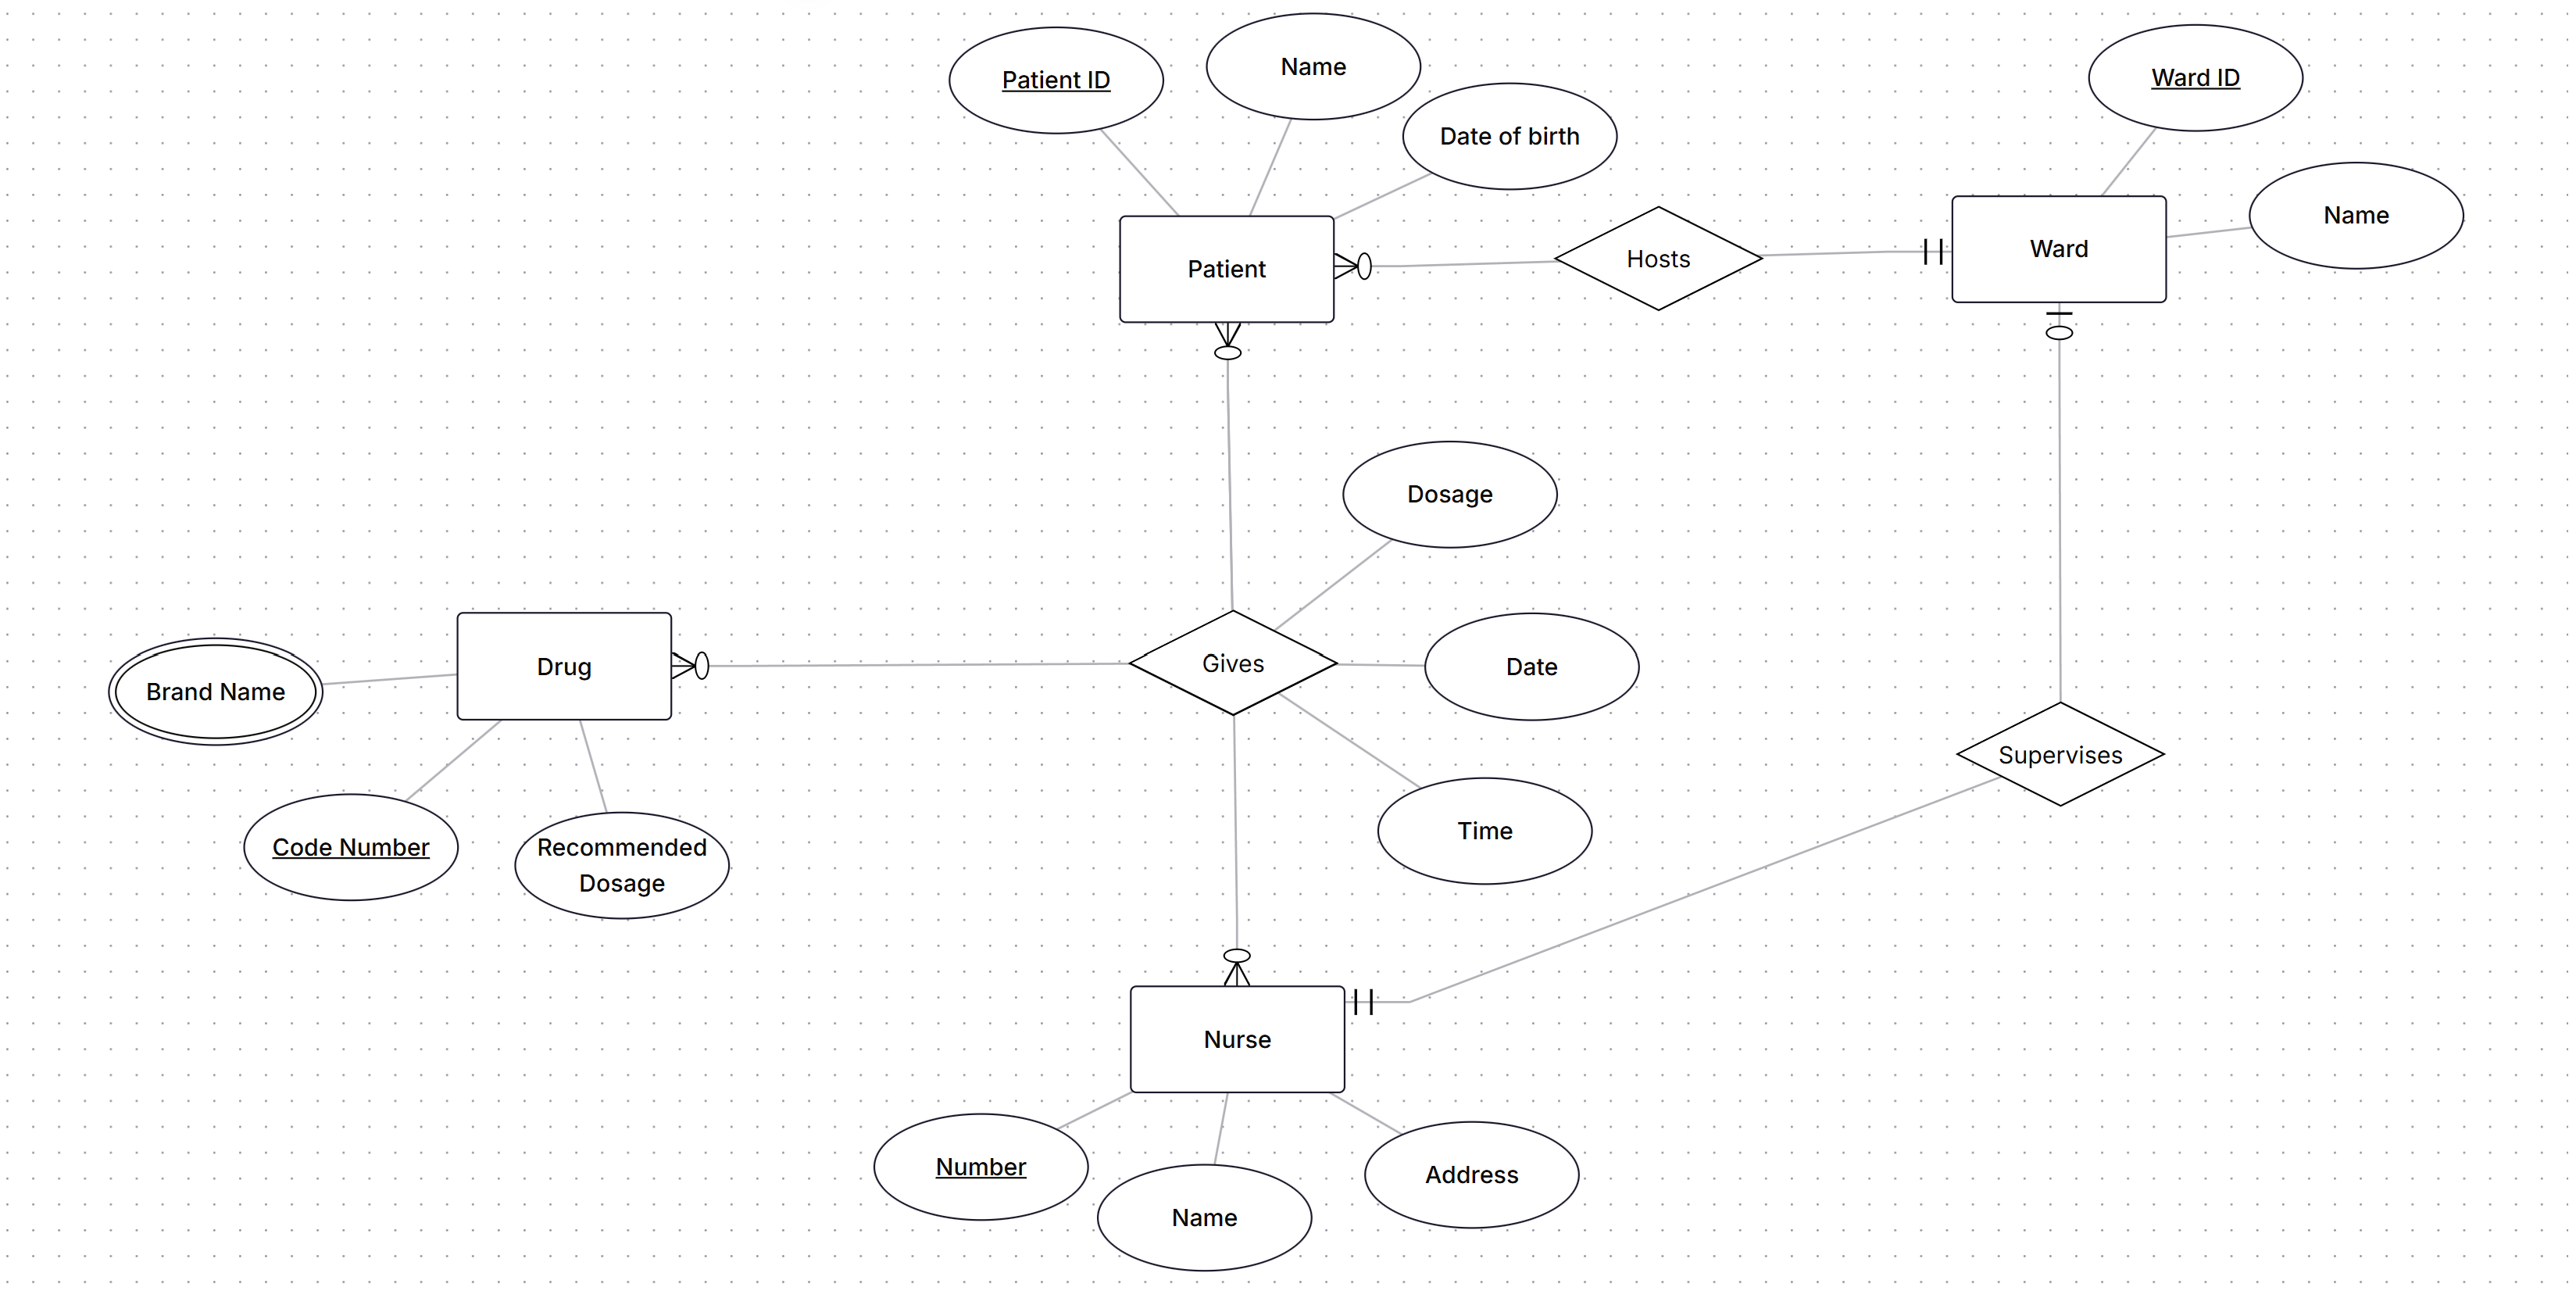 Patient ID
Name
Date of birth
Ward ID
Name
Patient
Hosts
Ward
Dosage
Drug
Gives
Date
Brand Name
Supervises
Code Number
Recommended
Dosage
Time
Nurse
Number
Name
Address